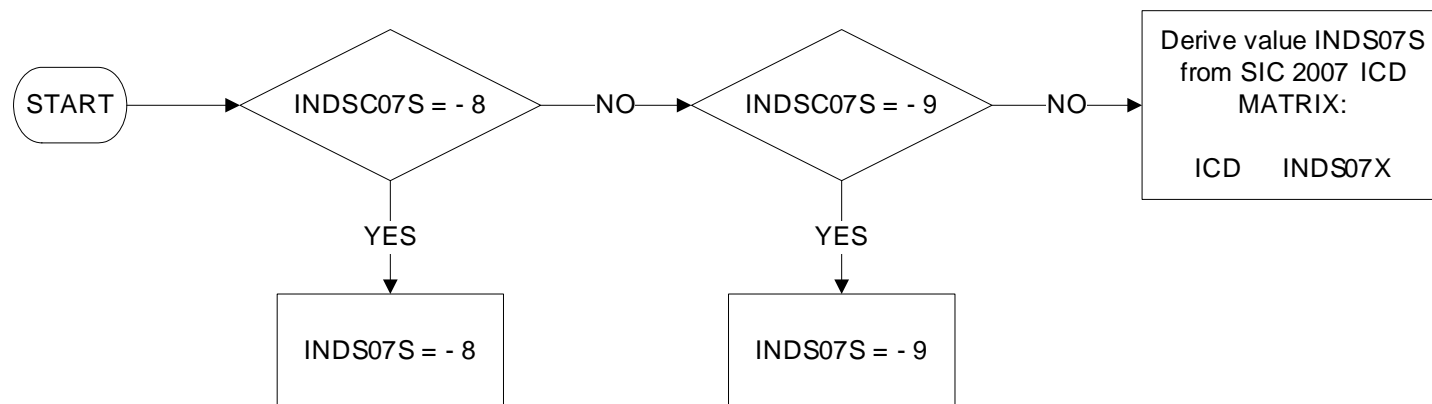 START
INDSC07S = - 8
NO
INDSC07S = - 9
NO
Derive value INDS07S
from SIC 2007 ICD
MATRIX:
ICD INDS07X
YES
YES
INDS07S = - 8
INDS07S = - 9